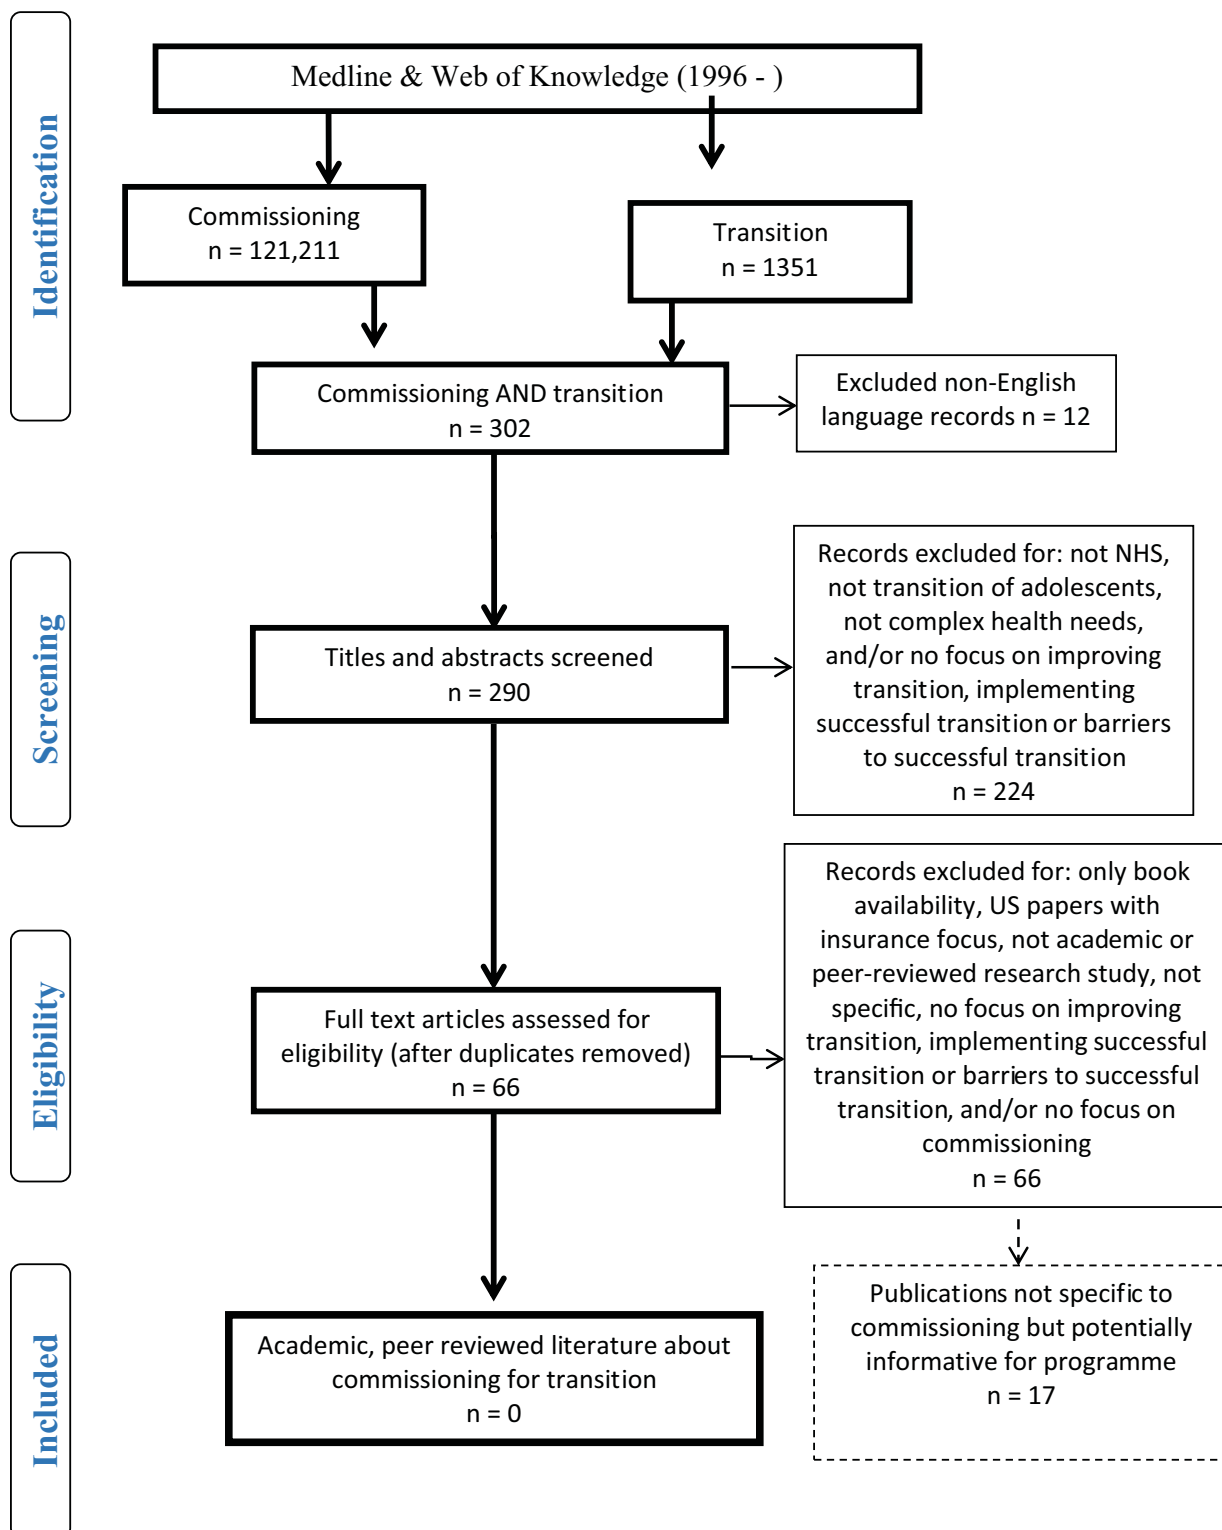 Identification
Medline & Web of Knowledge (1996 - )
Commissioning
n = 121,211
Transition
n = 1351
Commissioning AND transition
n = 302
Excluded non-English
language records n = 12
Screening
Titles and abstracts screened
n = 290
Records excluded for: not NHS,
not transition of adolescents,
not complex health needs,
and/or no focus on improving
transition, implementing
successful transition or barriers
to successful transition
n = 224
Eligibility
Full text articles assessed for
eligibility (after duplicates removed)
n = 66
Records excluded for: only book
availability, US papers with
insurance focus, not academic or
peer-reviewed research study, not
specific, no focus on improving
transition, implementing successful
transition or barriers to successful
transition, and/or no focus on
commissioning
n = 66
Included
Academic, peer reviewed literature about
commissioning for transition
n = 0
Publications not specific to
commissioning but potentially
informative for programme
n = 17